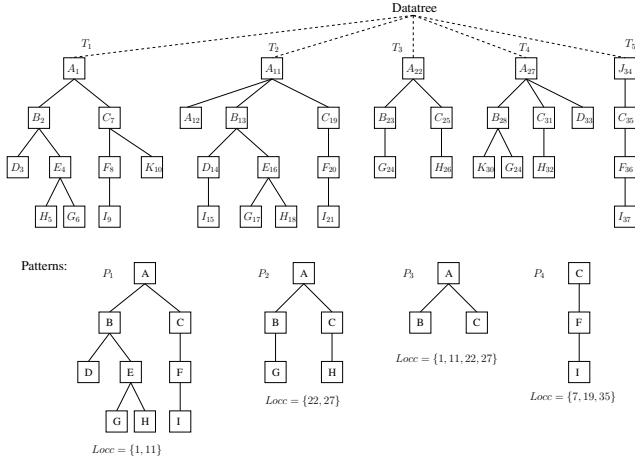 Datatree
T1 T2 T3 T4 T5
A1 A11 A22 A27 J34
B2 C7 A12 B13 C19 B23 C25 B28 C31 D33 C35
D3 E4 F8 K10 D14 E16 F20 G24 H26 K30 G24 H32 F36
H5 G6 I9 I15 G17 H18 I21 I37
Patterns:
P1 A P2 A P3 A P4 C
B C B C B C F
D E F G H I
G H I
Locc = {1, 11}
Locc = {22, 27}
Locc = {1, 11, 22, 27}
Locc = {7, 19, 35}